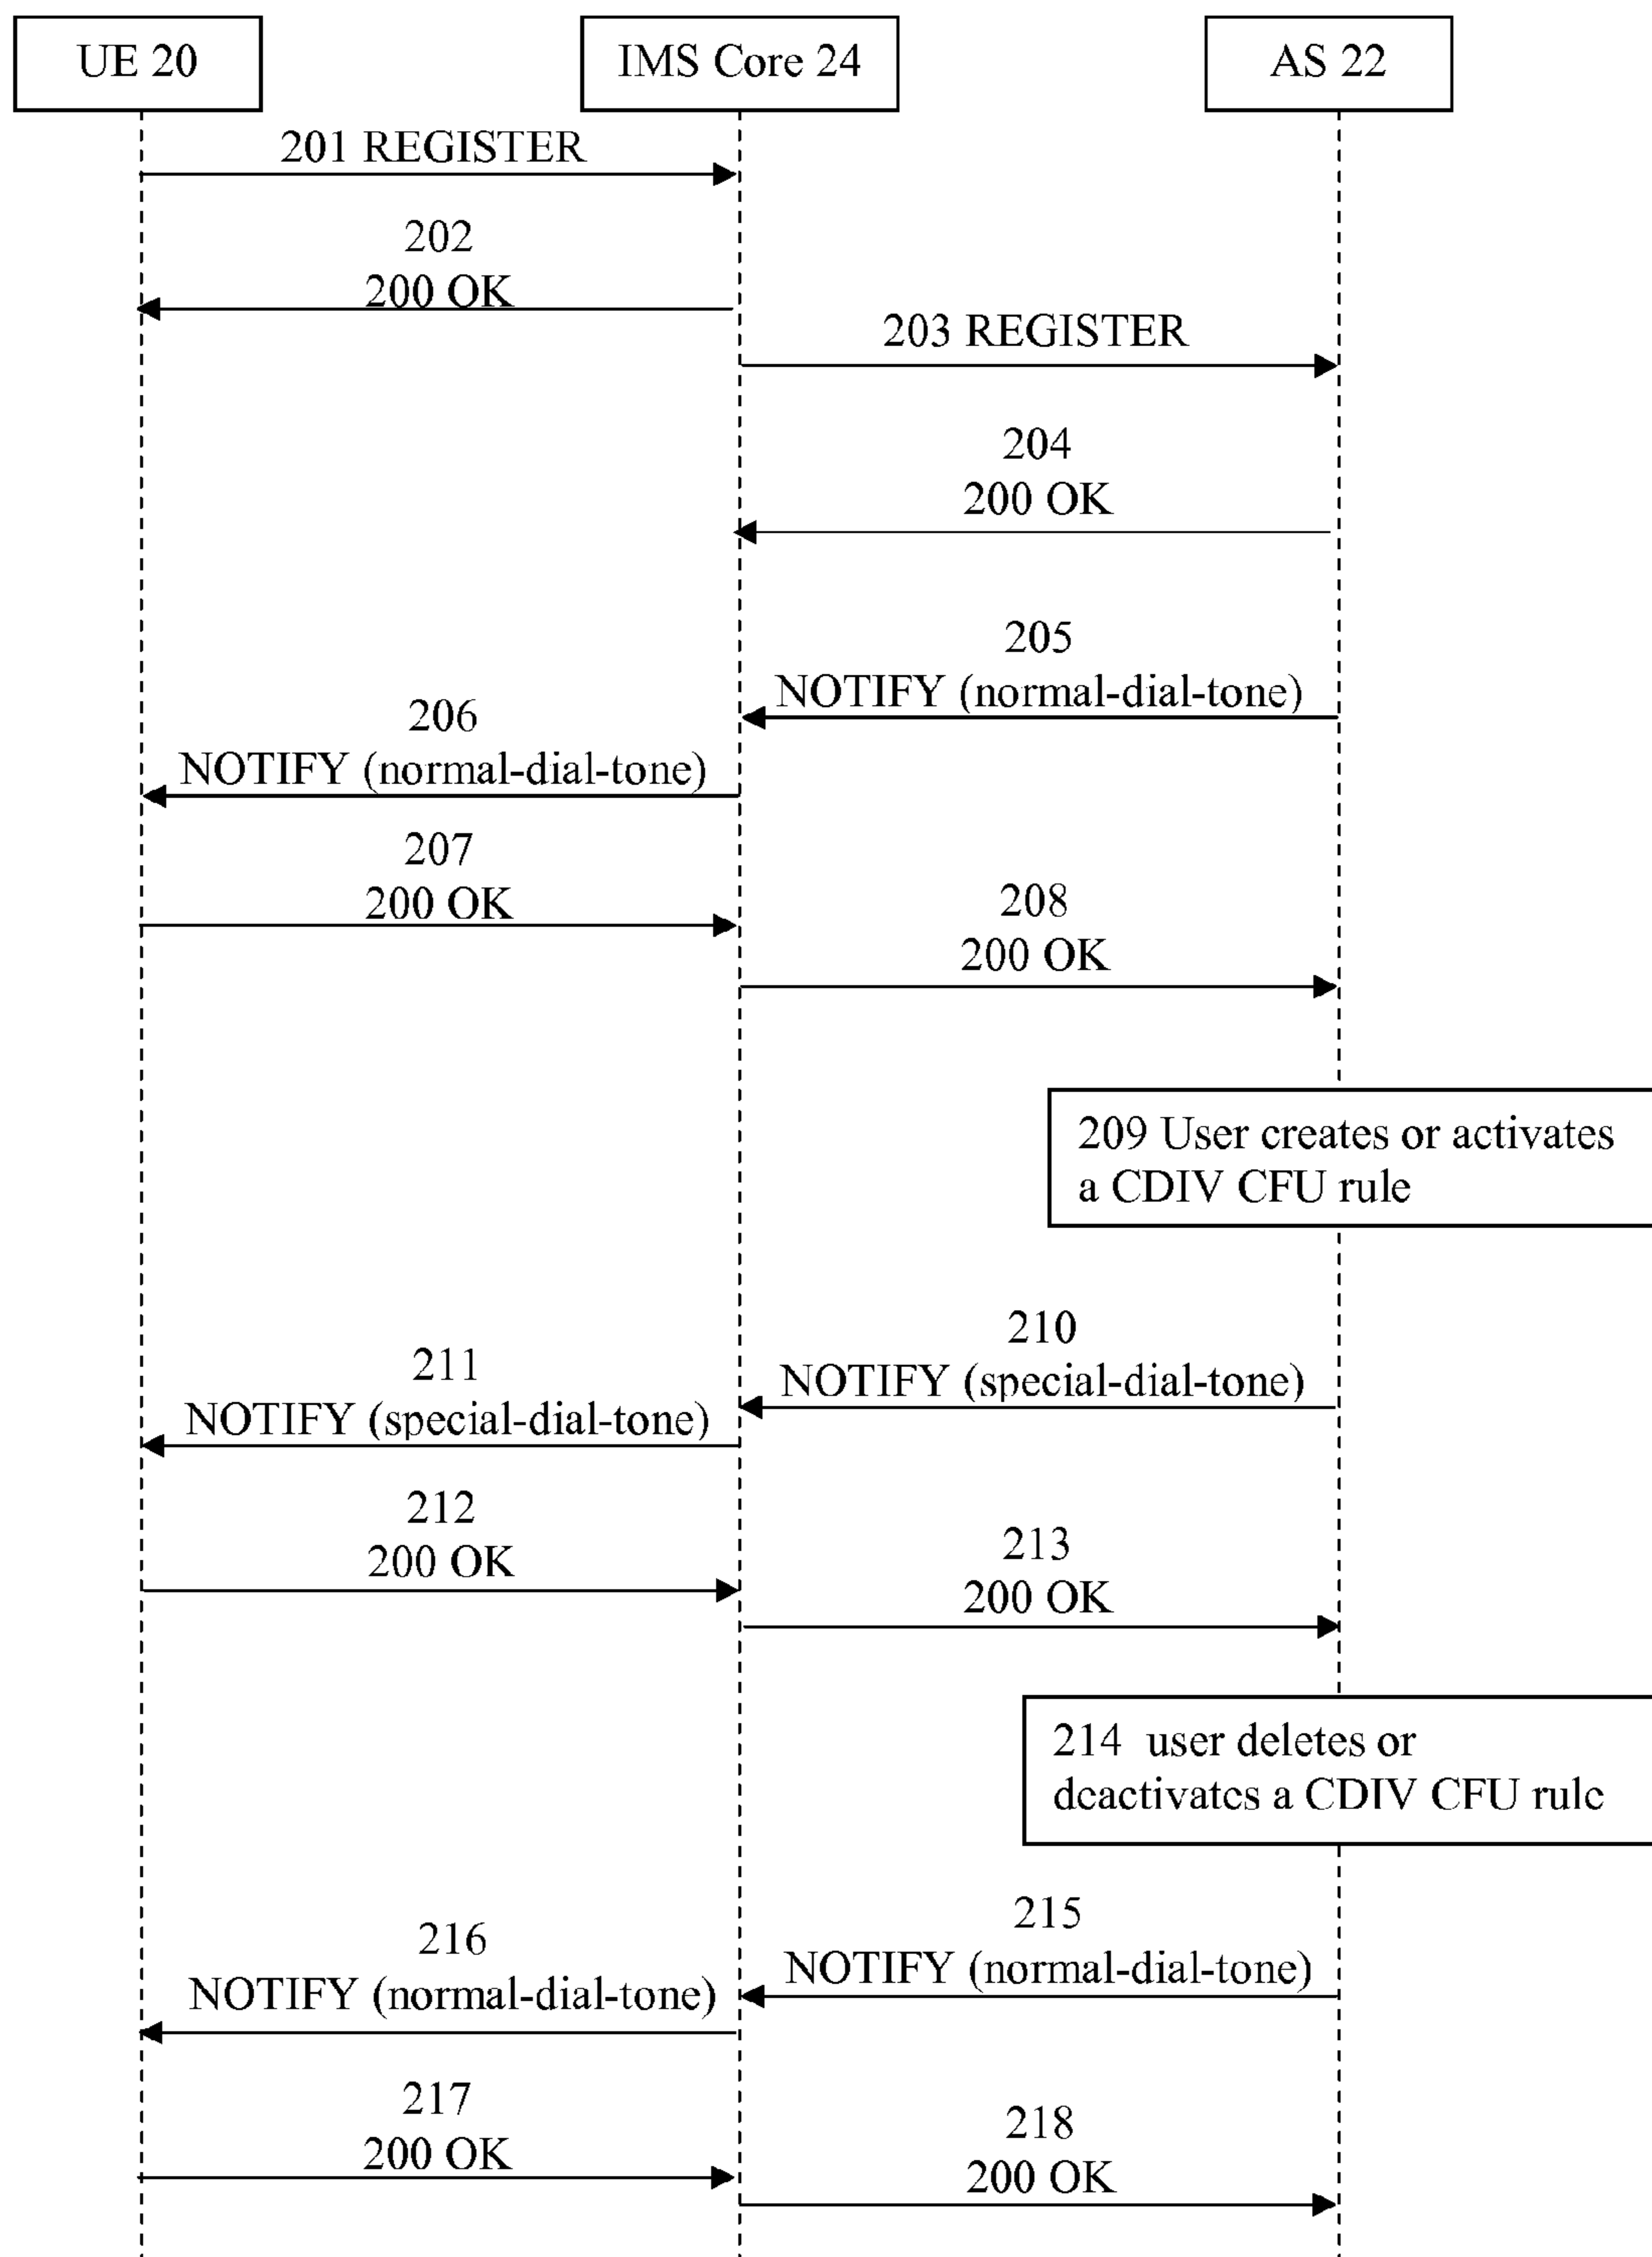 UE 20
IMS Core 24
AS 22
201 REGISTER
202
200 OK
203 REGISTER
204
200 OK
205
NOTIFY (normal-dial-tone)
206
NOTIFY (normal-dial-tone)
207
200 OK
208
200 OK
209 User creates or activates
a CDIV CFU rule
210
NOTIFY (special-dial-tone)
211
NOTIFY (special-dial-tone)
212
200 OK
213
200 OK
214 user deletes or
deactivates a CDIV CFU rule
215
NOTIFY (normal-dial-tone)
216
NOTIFY (normal-dial-tone)
217
200 OK
218
200 OK